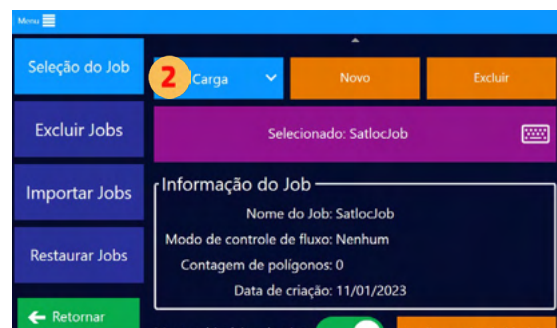 Menu
Seleção do Job
2
Carga
Novo
Excluir
Excluir Jobs
Selecionado: SatlocJob
Importar Jobs
Informação do Job
Nome do Job: SatlocJob
Modo de controle de fluxo: Nenhum
Restaurar Jobs
Contagem de polígonos: 0
Data de criação: 11/01/2023
Retornar